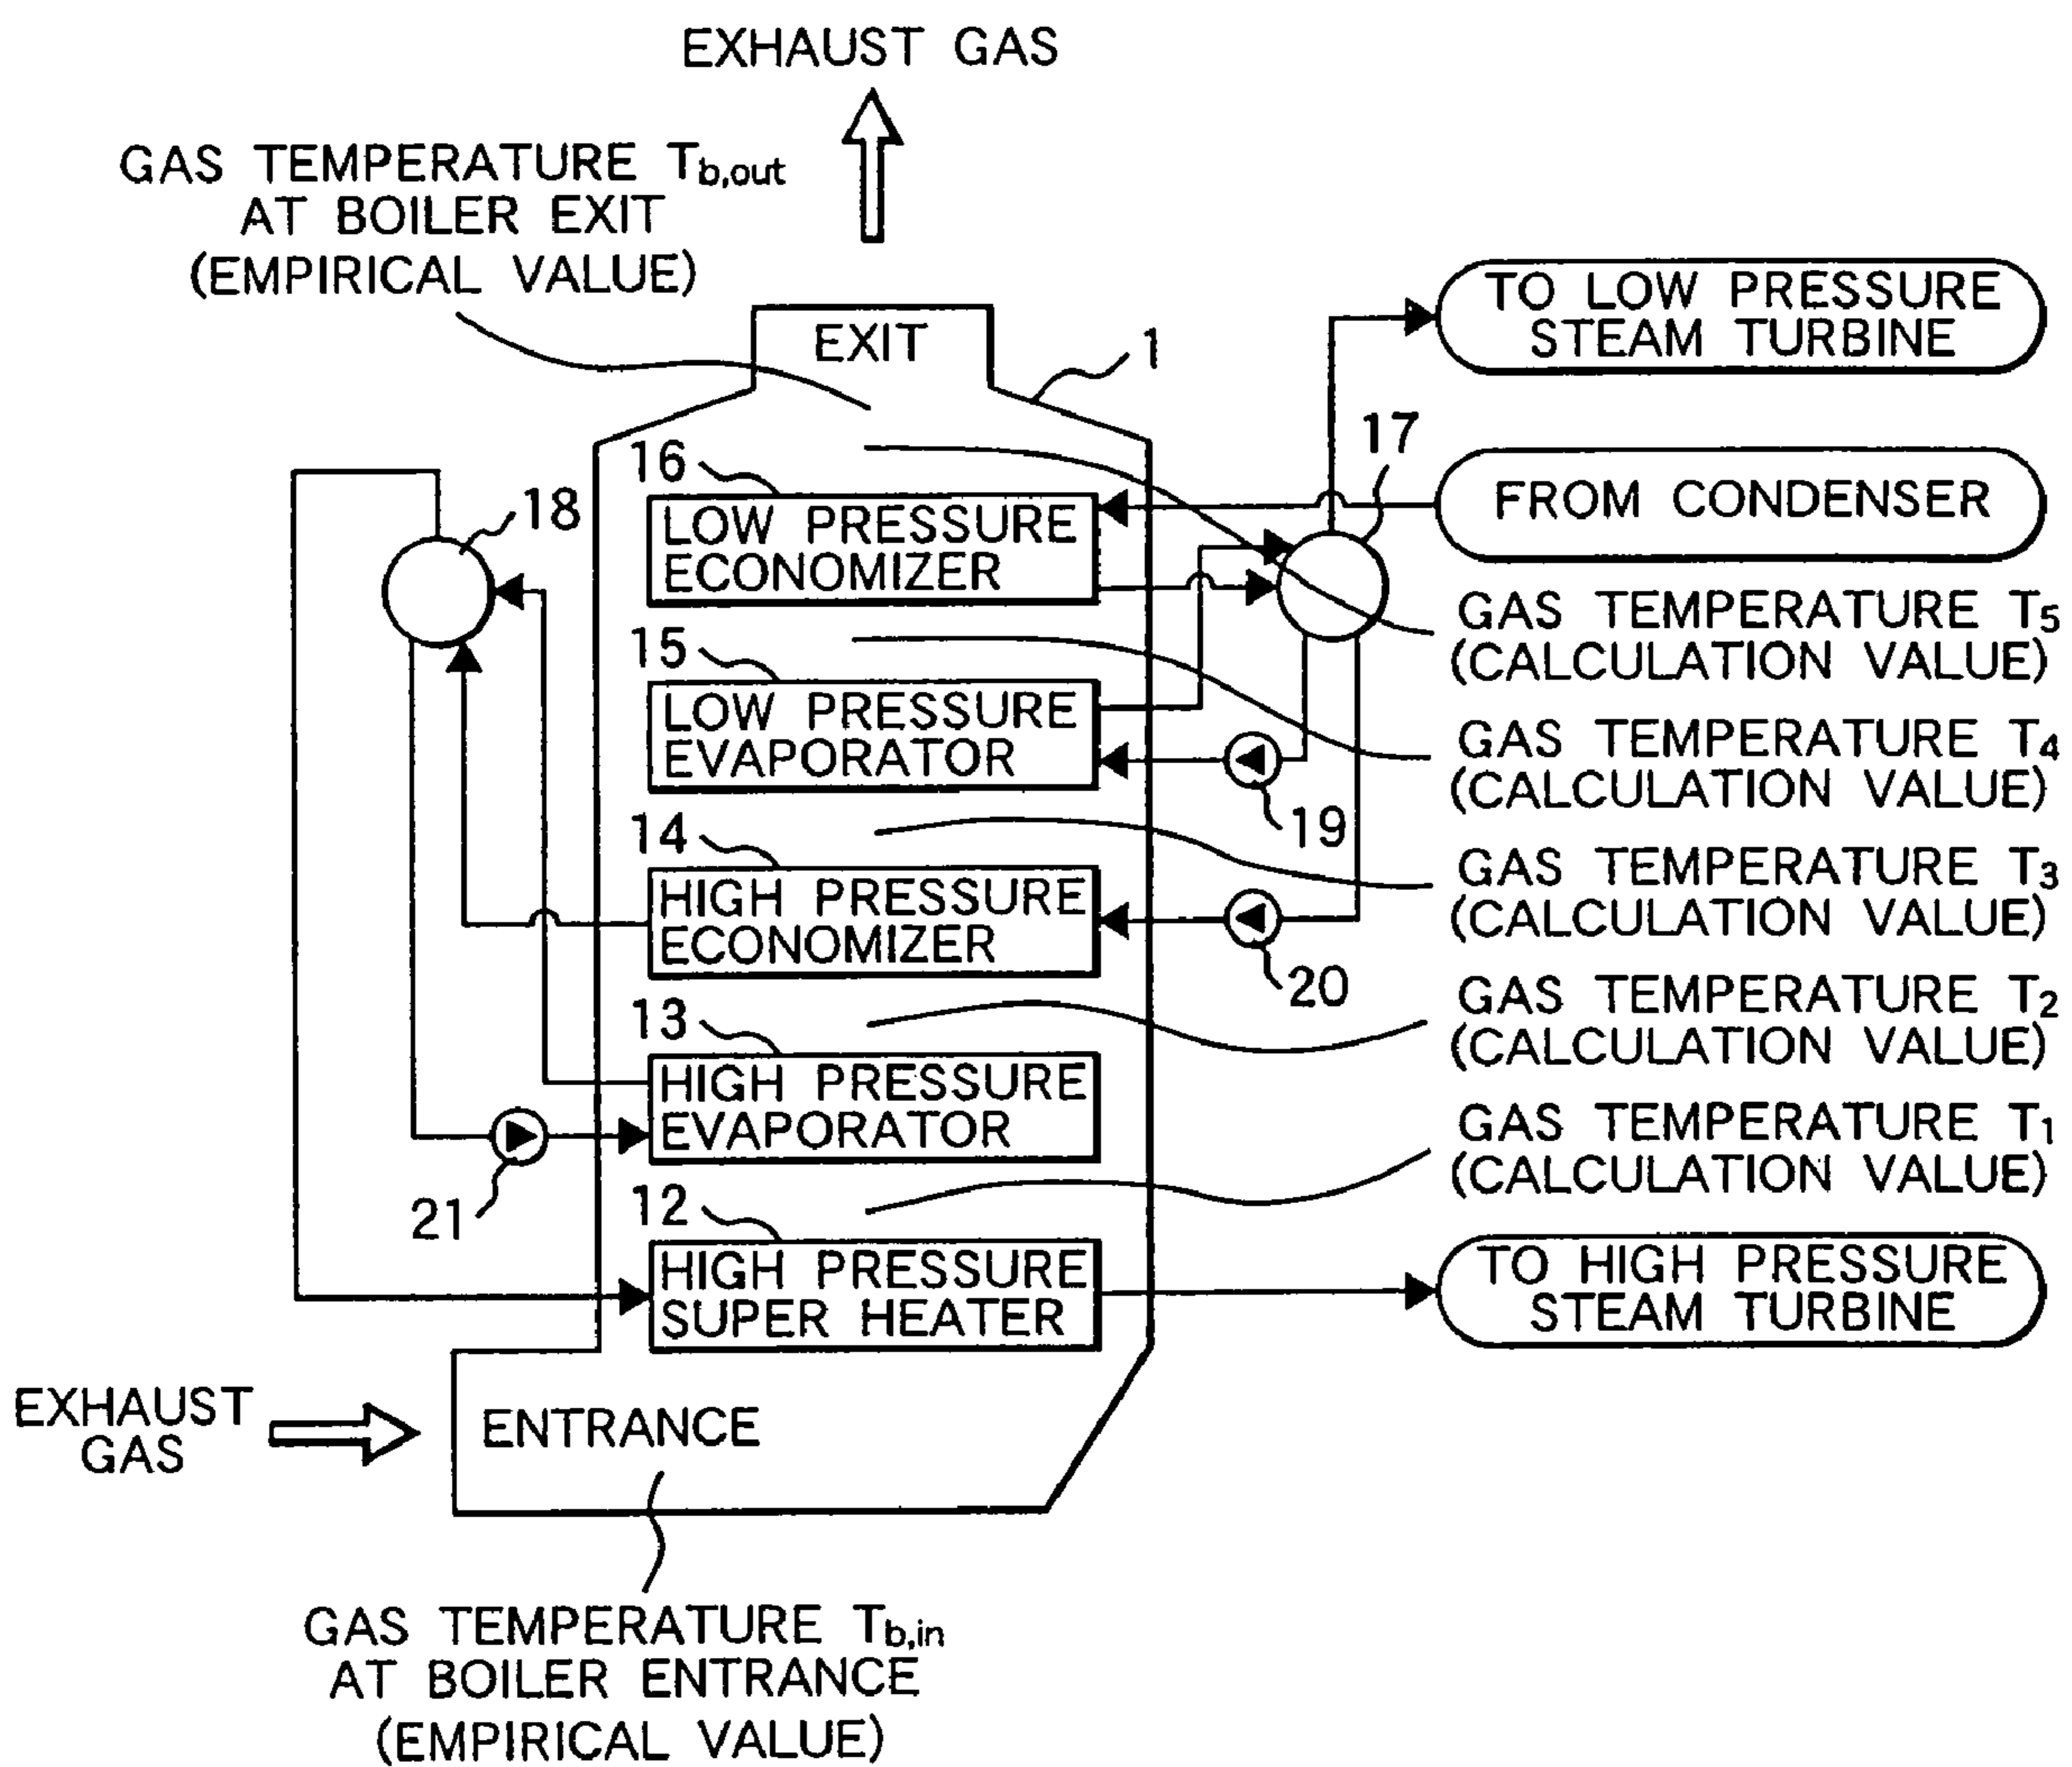 EXHAUST GAS
GAS TEMPERATURE Tb,out
AT BOILER EXIT
(EMPIRICAL VALUE)
EXIT
1
TO LOW PRESSURE
STEAM TURBINE
17
FROM CONDENSER
16
LOW PRESSURE
ECONOMIZER
18
GAS TEMPERATURE T5
(CALCULATION VALUE)
15
LOW PRESSURE
EVAPORATOR
19
GAS TEMPERATURE T4
(CALCULATION VALUE)
14
HIGH PRESSURE
ECONOMIZER
20
GAS TEMPERATURE T3
(CALCULATION VALUE)
13
HIGH PRESSURE
EVAPORATOR
21
GAS TEMPERATURE T2
(CALCULATION VALUE)
GAS TEMPERATURE T1
(CALCULATION VALUE)
12
HIGH PRESSURE
SUPER HEATER
TO HIGH PRESSURE
STEAM TURBINE
EXHAUST
GAS
ENTRANCE
GAS TEMPERATURE Tb,in
AT BOILER ENTRANCE
(EMPIRICAL VALUE)